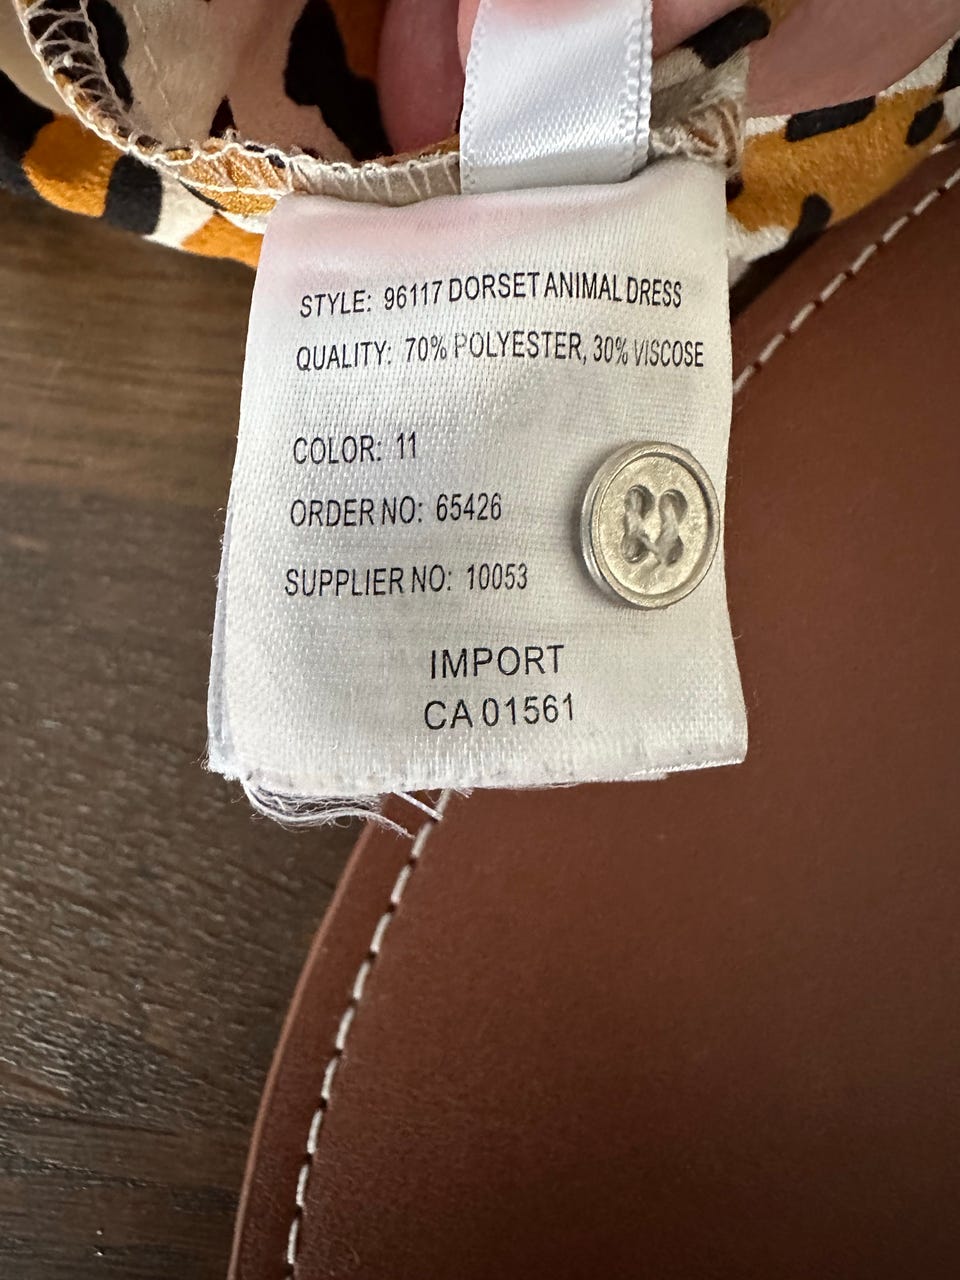 STYLE: 96117 DORSET ANIMAL DRESS
QUALITY: 70% POLYESTER, 30% VISCOSE
COLOR: 11
ORDER NO: 65426
SUPPLIER NO: 10053
IMPORT
CA 01561